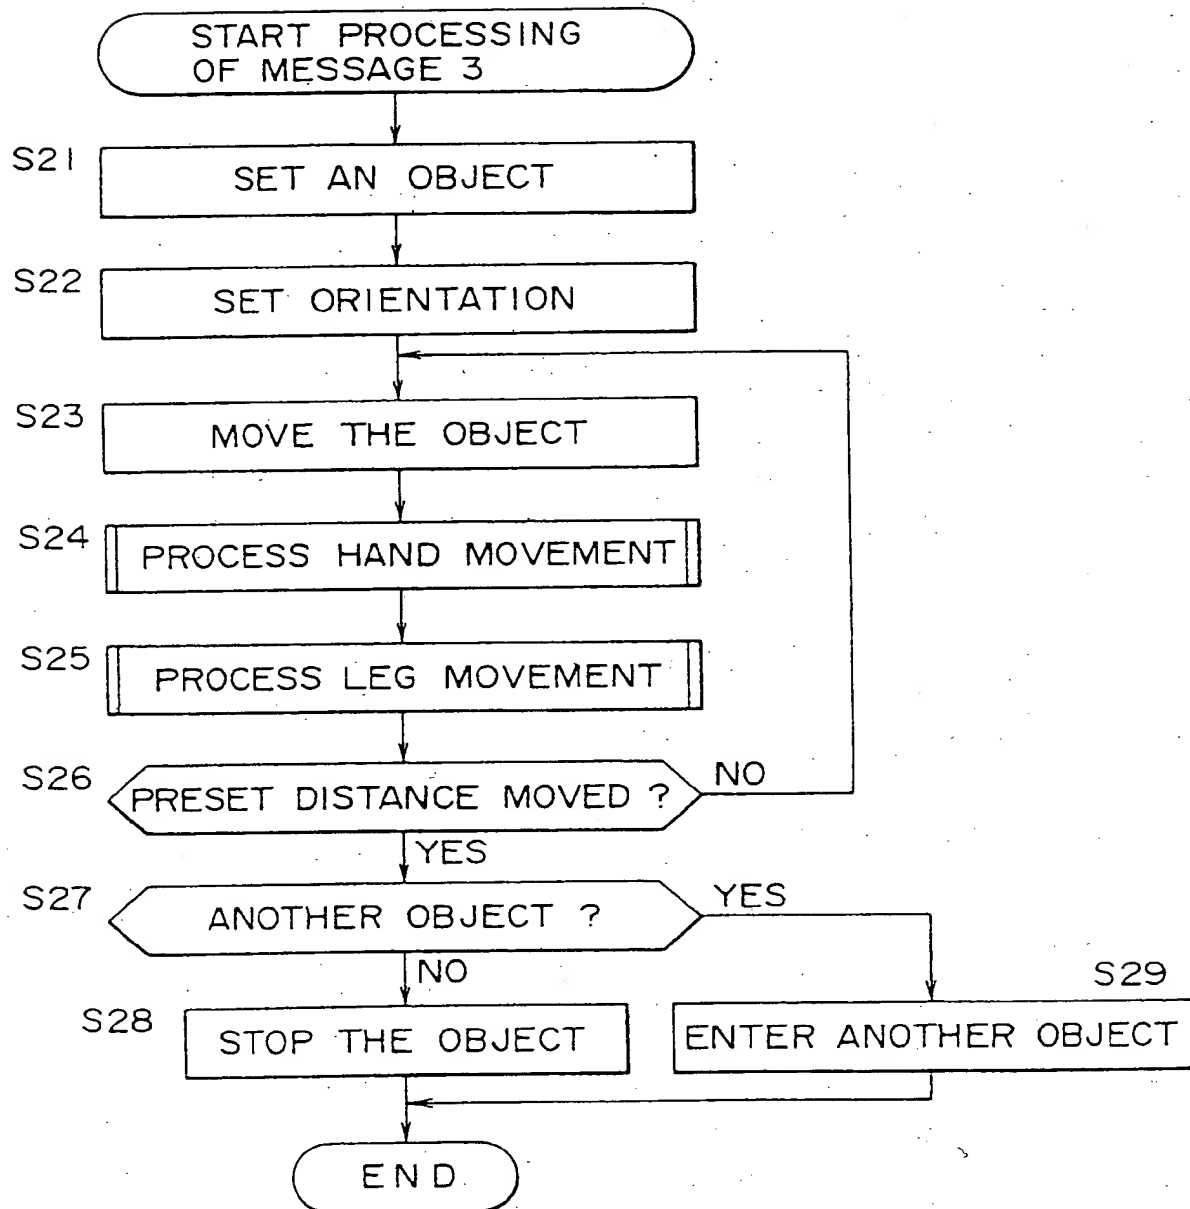 START PROCESSING
OF MESSAGE 3
S21
SET AN OBJECT
S22
SET ORIENTATION
S23
MOVE THE OBJECT
S24
PROCESS HAND MOVEMENT
S25
PROCESS LEG MOVEMENT
S26
PRESET DISTANCE MOVED ?
NO
YES
S27
ANOTHER OBJECT ?
YES
NO
S29
S28
STOP THE OBJECT
ENTER ANOTHER OBJECT
END